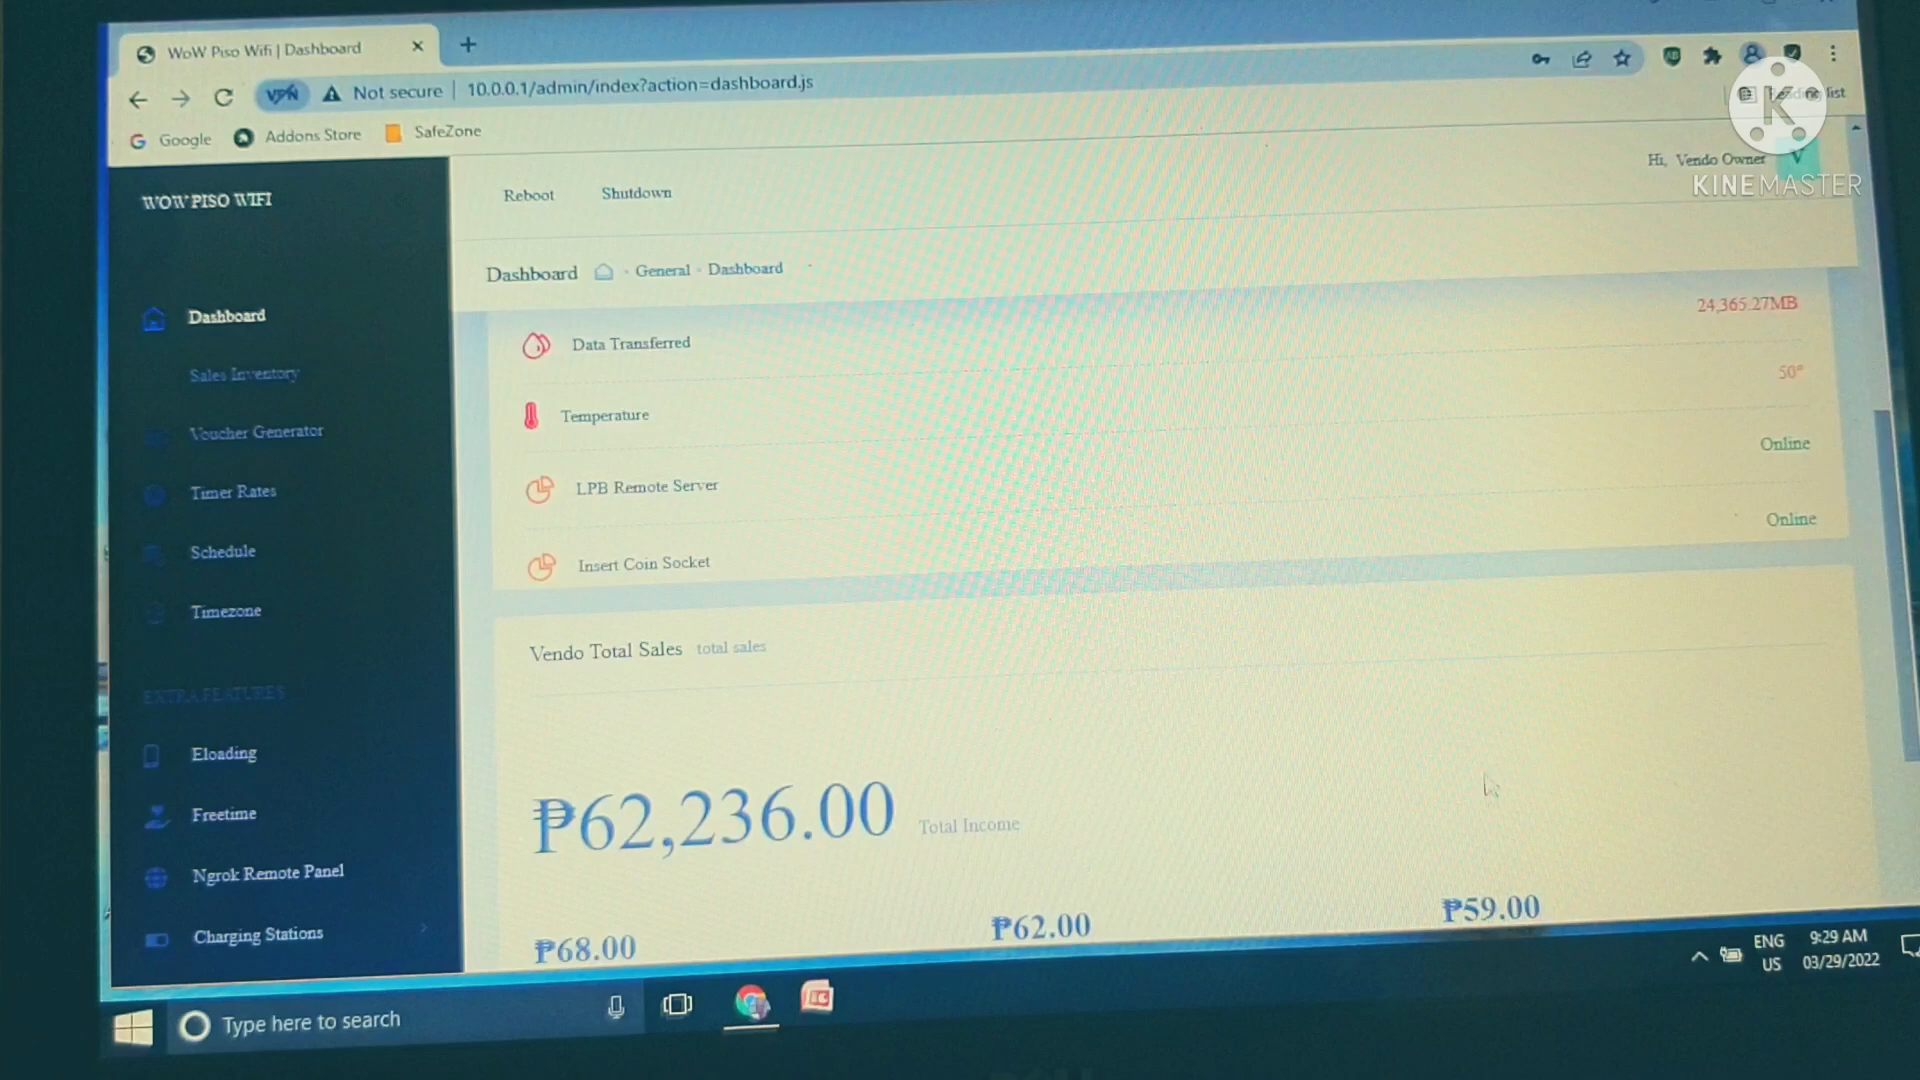 WoW Piso Wifi | Dashboard
VPN Not secure 10.0.0.1/admin/index?action=dashboard.js
Google Addons Store SafeZone
Reading list
KINEMASTER
WOW PISO WIFI
Hi, Vendo Owner V
Reboot Shutdown
Dashboard General - Dashboard
Dashboard
Sales Inventory
Voucher Generator
Timer Rates
Schedule
Timezone
EXTRA FEATURES
Eloading
Freetime
Ngrok Remote Panel
Charging Stations
Data Transferred 24,365.27MB
Temperature 50°
LPB Remote Server Online
Insert Coin Socket Online
Vendo Total Sales total sales
₱62,236.00 Total Income
₱68.00 ₱62.00 ₱59.00
Type here to search
ENG
US
9:29 AM
03/29/2022